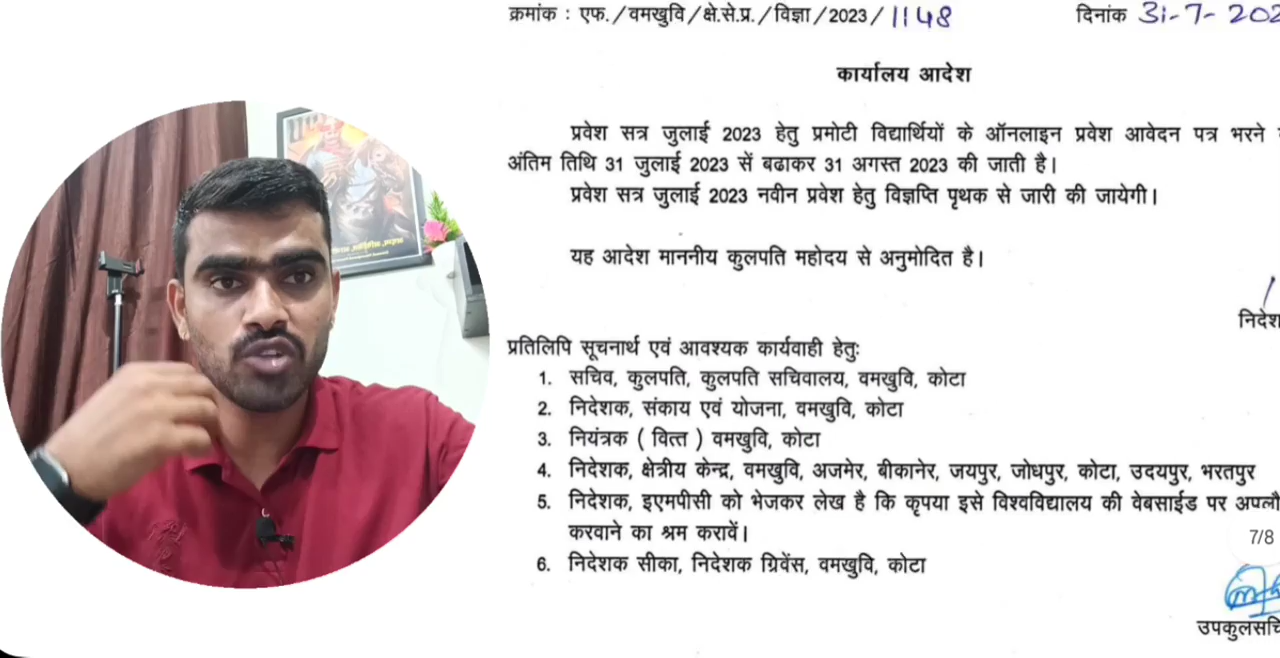 क्रमांक : एफ./वमखुवि/क्षे.से.प्र./विज्ञा/2023/1148 दिनांक 31-7-202
कार्यालय आदेश
प्रवेश सत्र जुलाई 2023 हेतु प्रमोटी विद्यार्थियों के ऑनलाइन प्रवेश आवेदन पत्र भरने
अंतिम तिथि 31 जुलाई 2023 सें बढाकर 31 अगस्त 2023 की जाती है।
प्रवेश सत्र जुलाई 2023 नवीन प्रवेश हेतु विज्ञप्ति पृथक से जारी की जायेगी।
यह आदेश माननीय कुलपति महोदय से अनुमोदित है।
निदेश
प्रतिलिपि सूचनार्थ एवं आवश्यक कार्यवाही हेतुः
1. सचिव, कुलपति, कुलपति सचिवालय, वमखुवि, कोटा
2. निदेशक, संकाय एवं योजना, वमखुवि, कोटा
3. नियंत्रक ( वित्त ) वमखुवि, कोटा
4. निदेशक, क्षेत्रीय केन्द्र, वमखुवि, अजमेर, बीकानेर, जयपुर, जोधपुर, कोटा, उदयपुर, भरतपुर
5. निदेशक, इएमपीसी को भेजकर लेख है कि कृपया इसे विश्वविद्यालय की वेबसाईड पर अपलो
करवाने का श्रम करावें।
7/8
6. निदेशक सीका, निदेशक ग्रिवेंस, वमखुवि, कोटा
उपकुलसचि